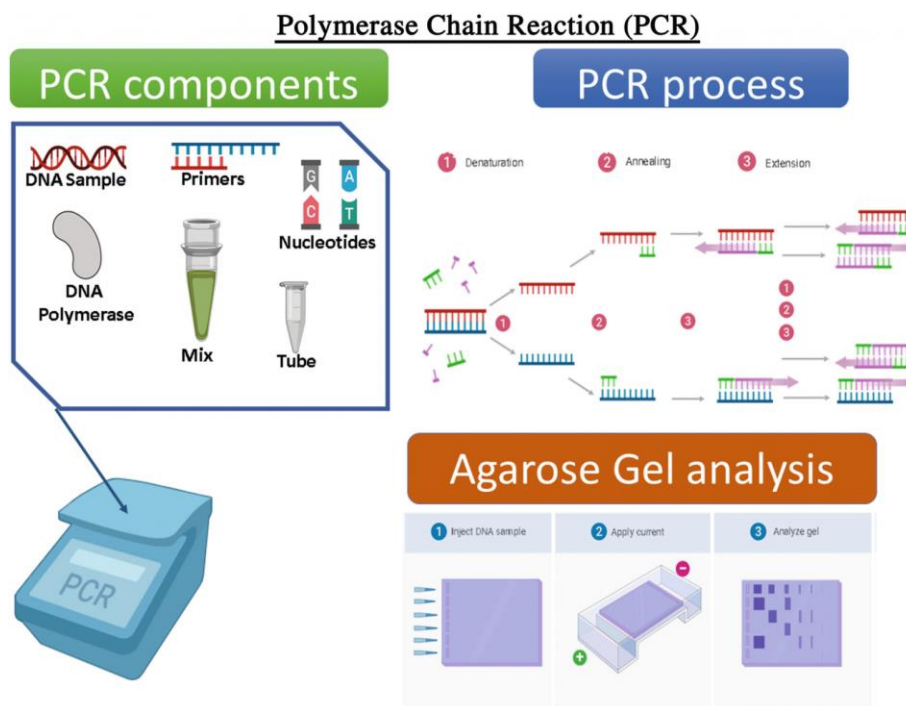 Polymerase Chain Reaction (PCR)
PCR components
DNA Sample
Primers
G
A
C
T
Nucleotides
DNA
Polymerase
Mix
Tube
PCR
PCR process
1 Denaturation
2 Annealing
3 Extension
1
2
3
1
2
3
Agarose Gel analysis
1 Inject DNA sample
2 Apply current
3 Analyze gel
−
+